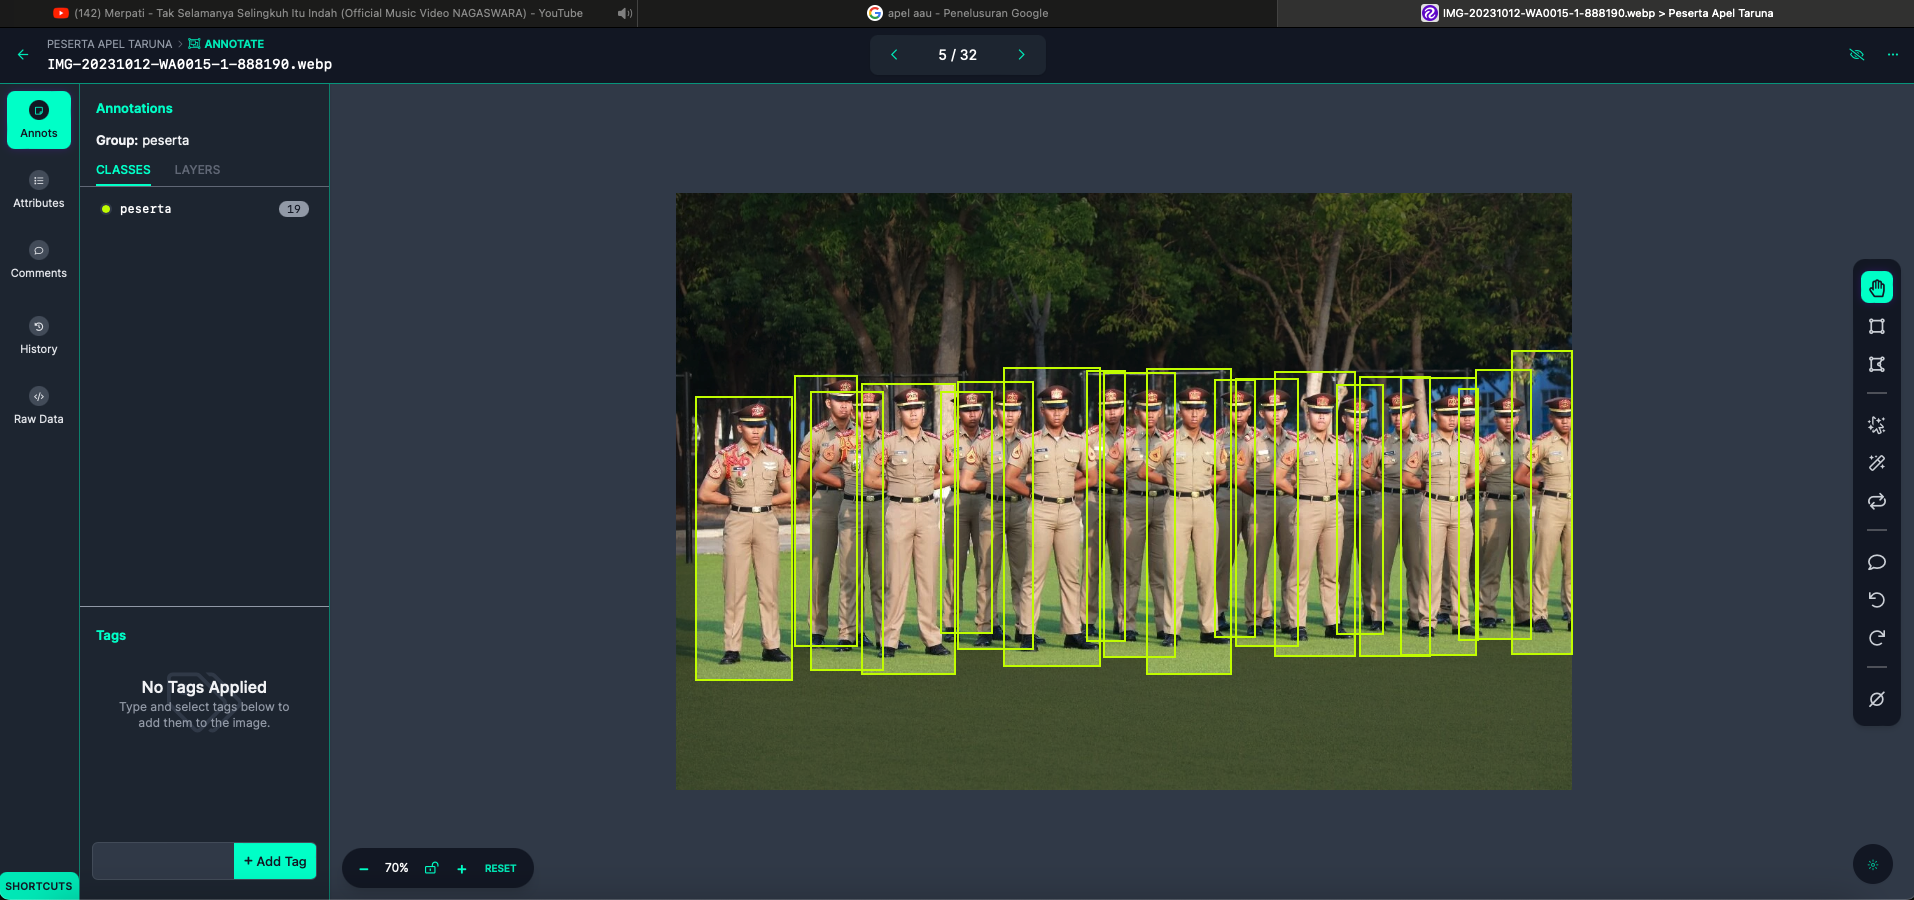 (142) Merpati - Tak Selamanya Selingkuh Itu Indah (Official Music Video NAGASWARA) - YouTube
apel aau - Penelusuran Google
IMG-20231012-WA0015-1-888190.webp > Peserta Apel Taruna
PESERTA APEL TARUNA > ANNOTATE
IMG-20231012-WA0015-1-888190.webp
5 / 32
Annots
Attributes
Comments
History
Raw Data
Annotations
Group: peserta
CLASSES LAYERS
peserta 19
Tags
No Tags Applied
Type and select tags below to
add them to the image.
+ Add Tag
SHORTCUTS
− 70% + RESET